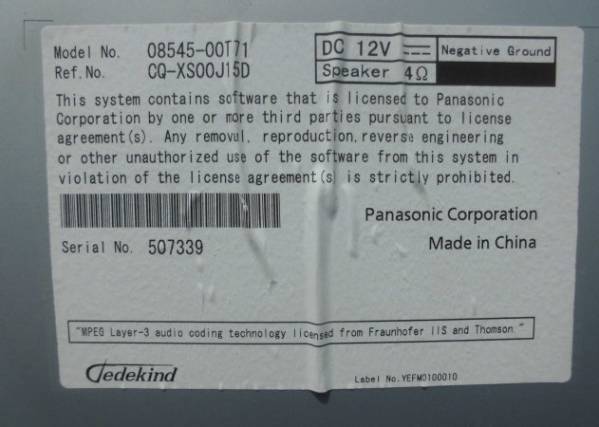 Model No. 08545-00T71
Ref. No. CQ-XS00J15D
DC 12V
Negative Ground
Speaker 4Ω
This system contains software that is licensed to Panasonic
Corporation by one or more third parties pursuant to license
agreement(s). Any removal, reproduction, reverse engineering
or other unauthorized use of the software from this system in
violation of the license agreement(s is strictly prohibited.
Panasonic Corporation
Serial No. 507339
Made in China
"MPEG Layer-3 audio coding technology licensed from Fraunhofer IIS and Thomson."
Gedekind
Label No. YEFM0100010